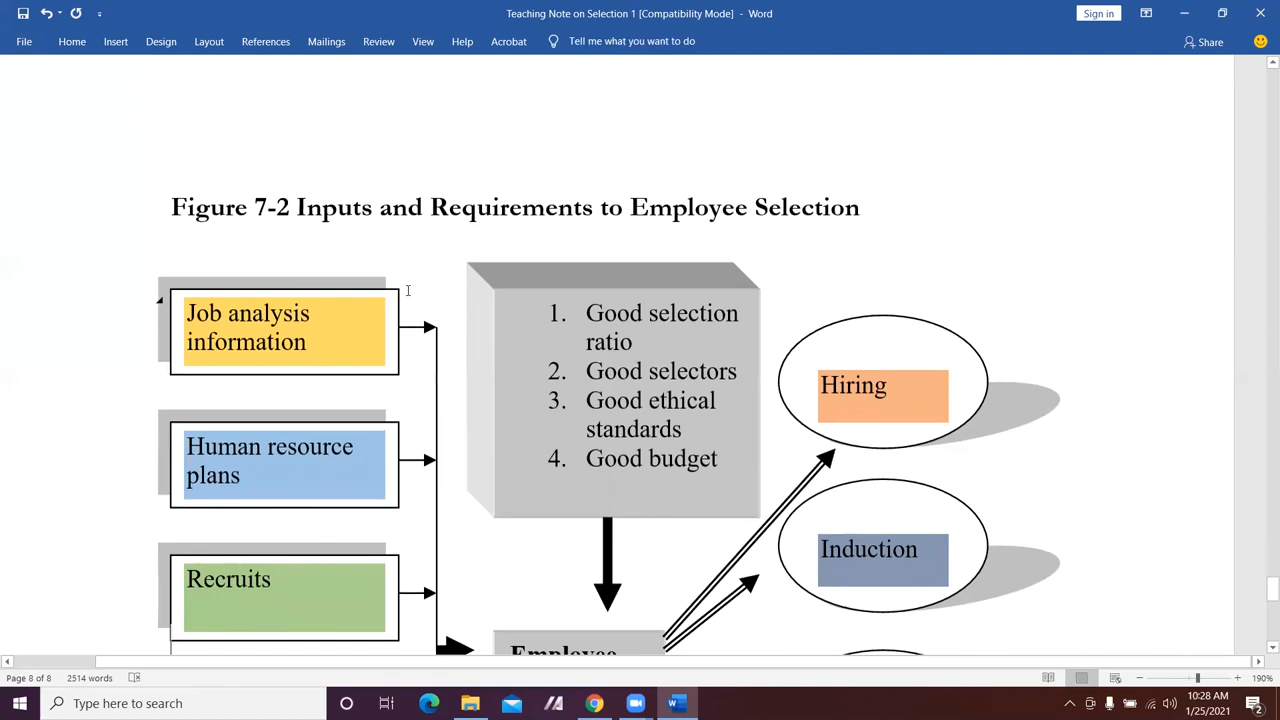 Teaching Note on Selection 1 [Compatibility Mode] - Word
Sign in
File Home Insert Design Layout References Mailings Review View Help Acrobat Tell me what you want to do Share
Figure 7-2 Inputs and Requirements to Employee Selection
Job analysis
information
Human resource
plans
Recruits
1. Good selection
ratio
2. Good selectors
3. Good ethical
standards
4. Good budget
Hiring
Induction
Employee
Page 8 of 8 2514 words 190%
Type here to search
10:28 AM
1/25/2021
2